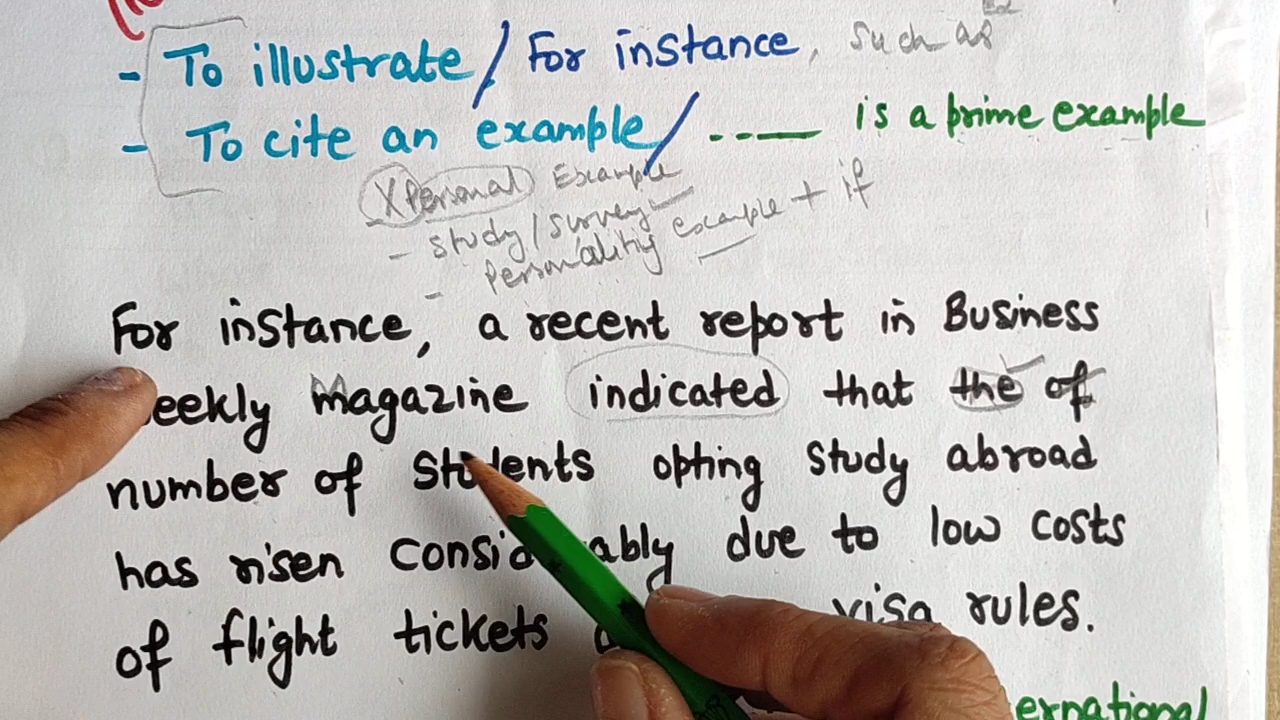 - To illustrate / For instance, such as
- To cite an example / ---- is a prime example
X Personal Example
- study / survey
- personality example + if
For instance, a recent report in Business
eekly magazine indicated that the of
number of students opting study abroad
has risen considerably due to low costs
of flight tickets visa rules.
ernational